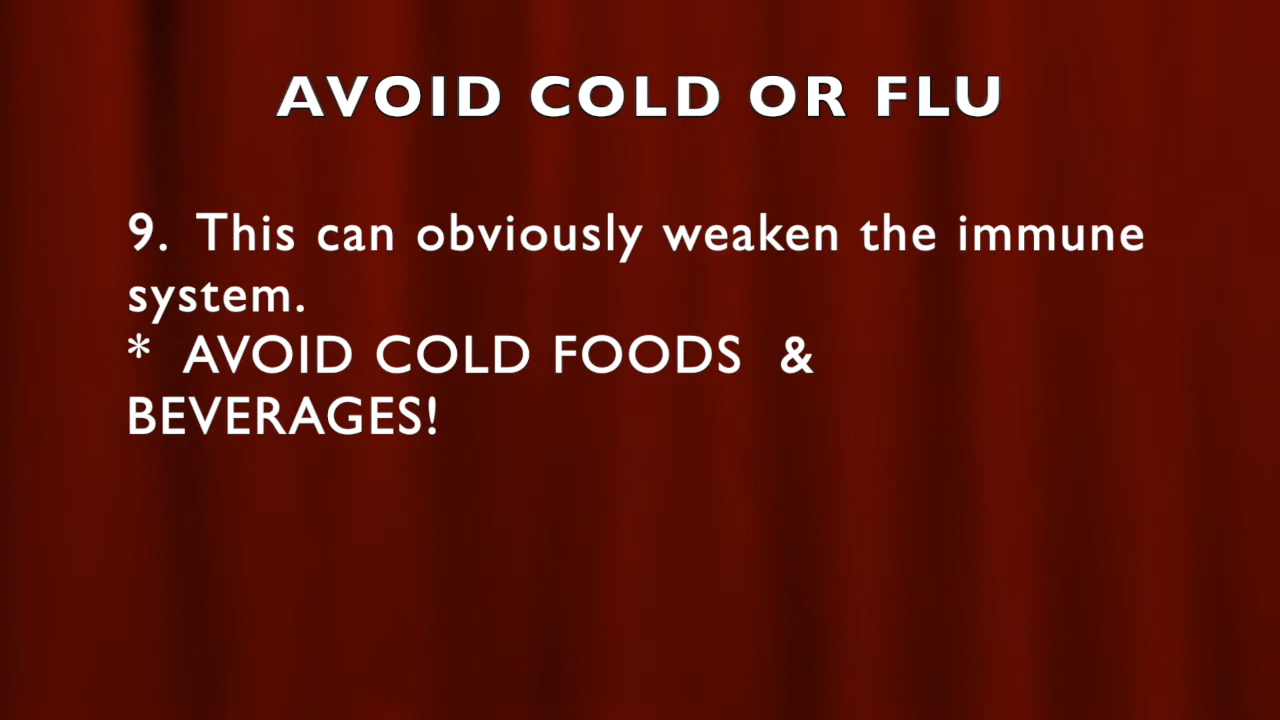 AVOID COLD OR FLU
9. This can obviously weaken the immune
system.
* AVOID COLD FOODS &
BEVERAGES!